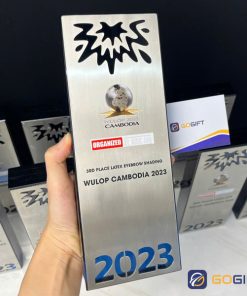 GOGIFT
CAMBODIA
ORGANIZED
3RD PLACE LATEX EYEBROW SHADING
WULOP CAMBODIA 2023
2023
GOGIFT